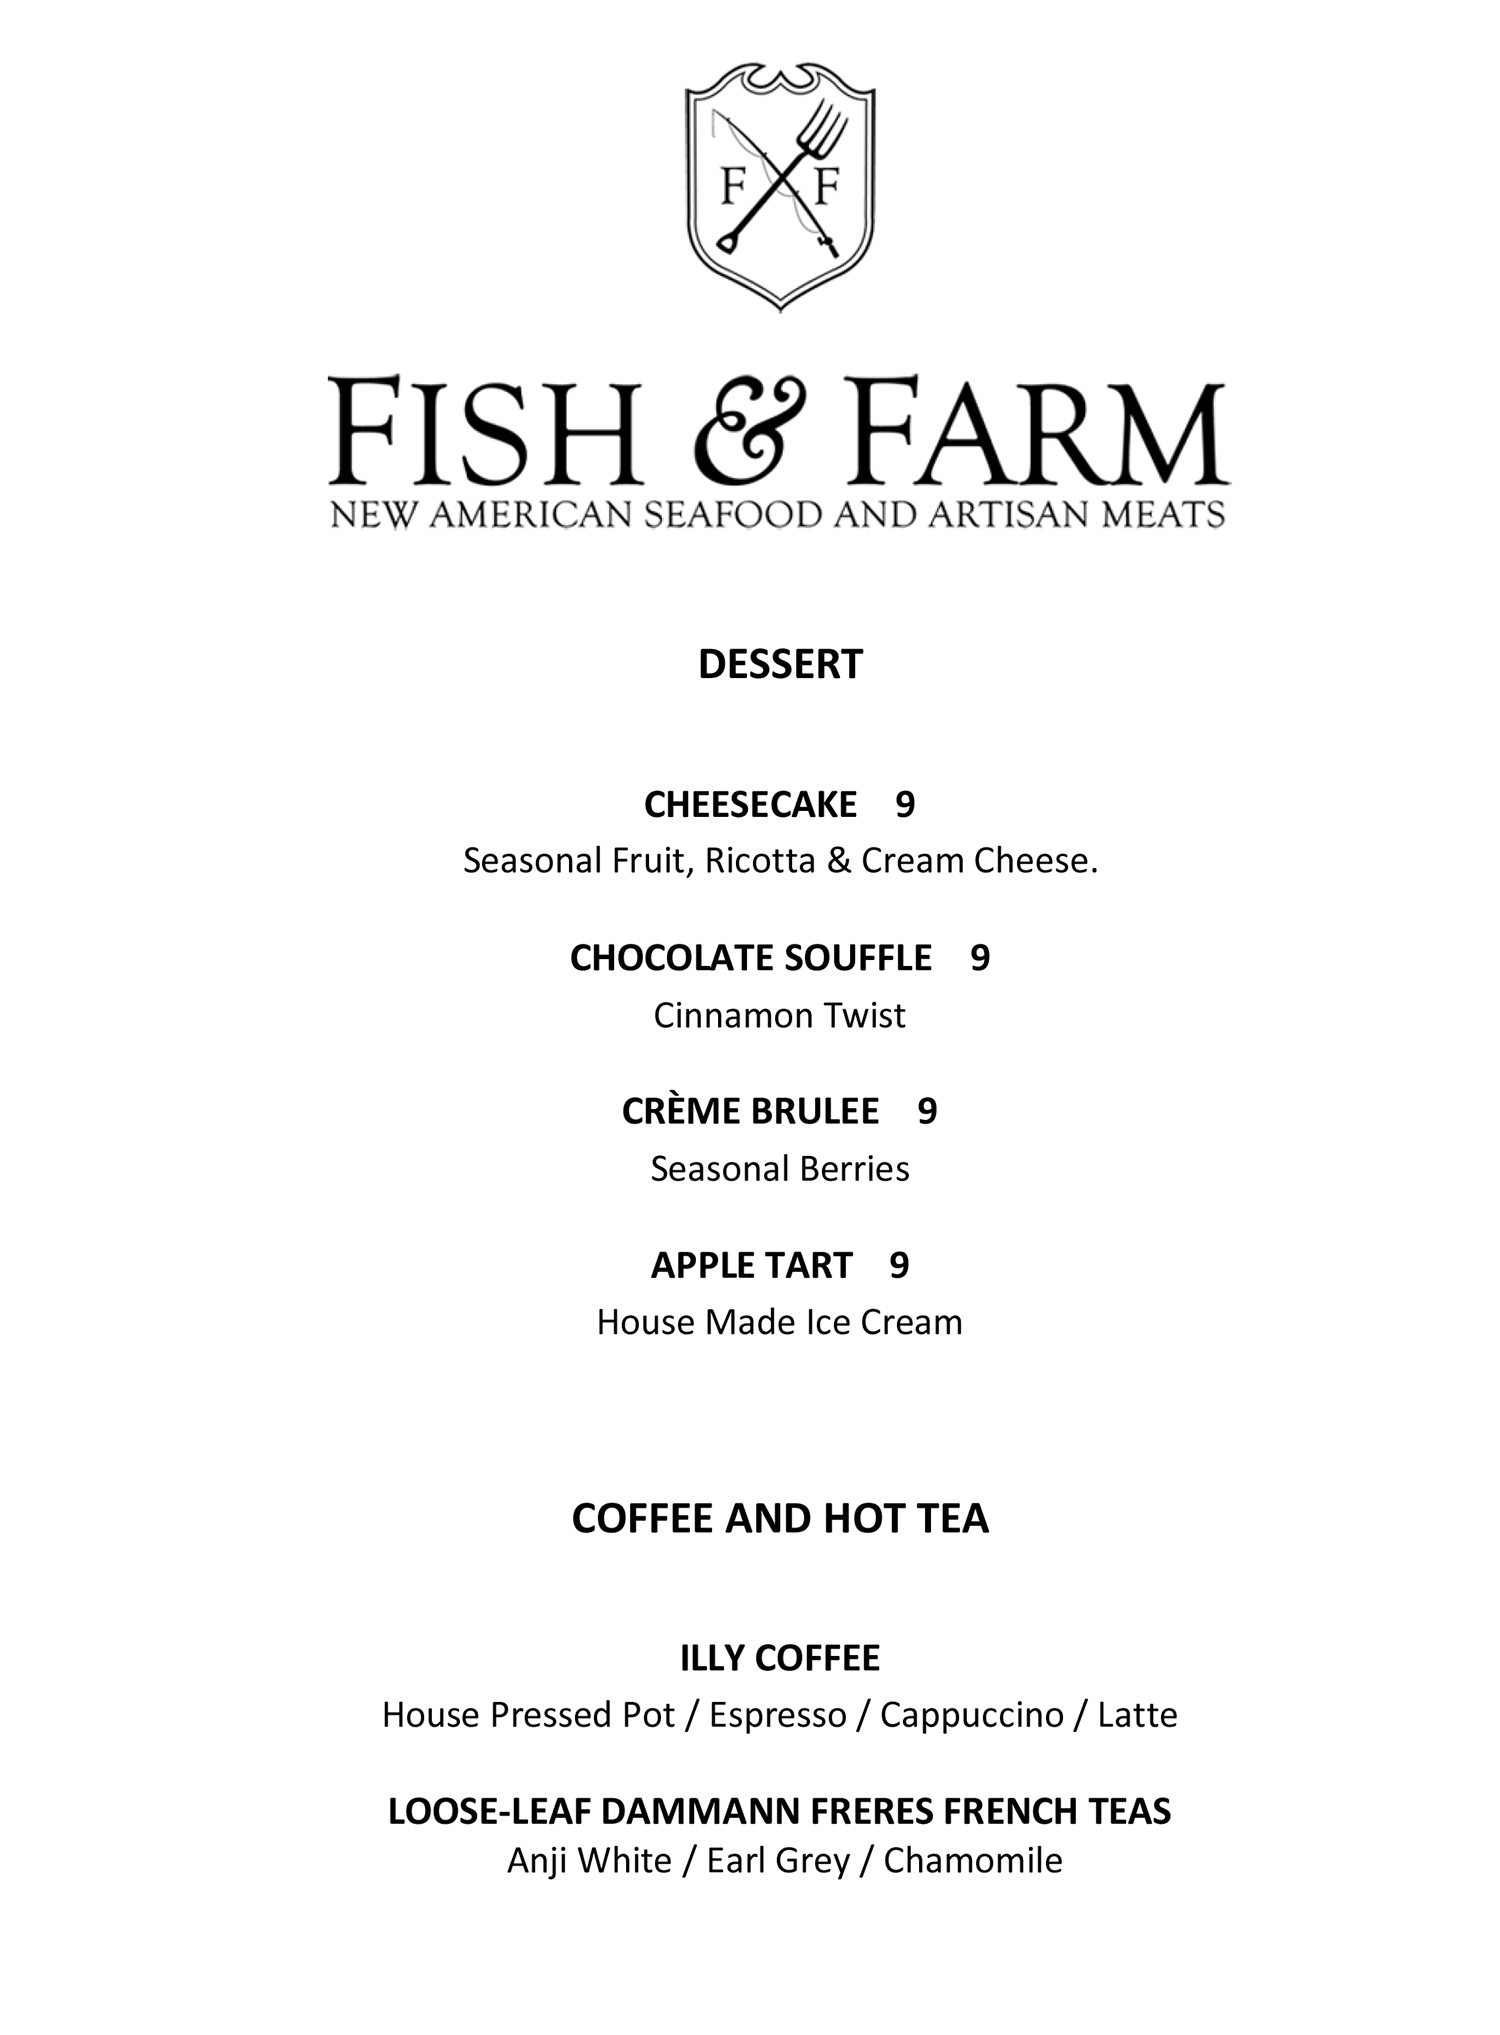 F F
FISH & FARM
NEW AMERICAN SEAFOOD AND ARTISAN MEATS
DESSERT
CHEESECAKE 9
Seasonal Fruit, Ricotta & Cream Cheese.
CHOCOLATE SOUFFLE 9
Cinnamon Twist
CRÈME BRULEE 9
Seasonal Berries
APPLE TART 9
House Made Ice Cream
COFFEE AND HOT TEA
ILLY COFFEE
House Pressed Pot / Espresso / Cappuccino / Latte
LOOSE-LEAF DAMMANN FRERES FRENCH TEAS
Anji White / Earl Grey / Chamomile